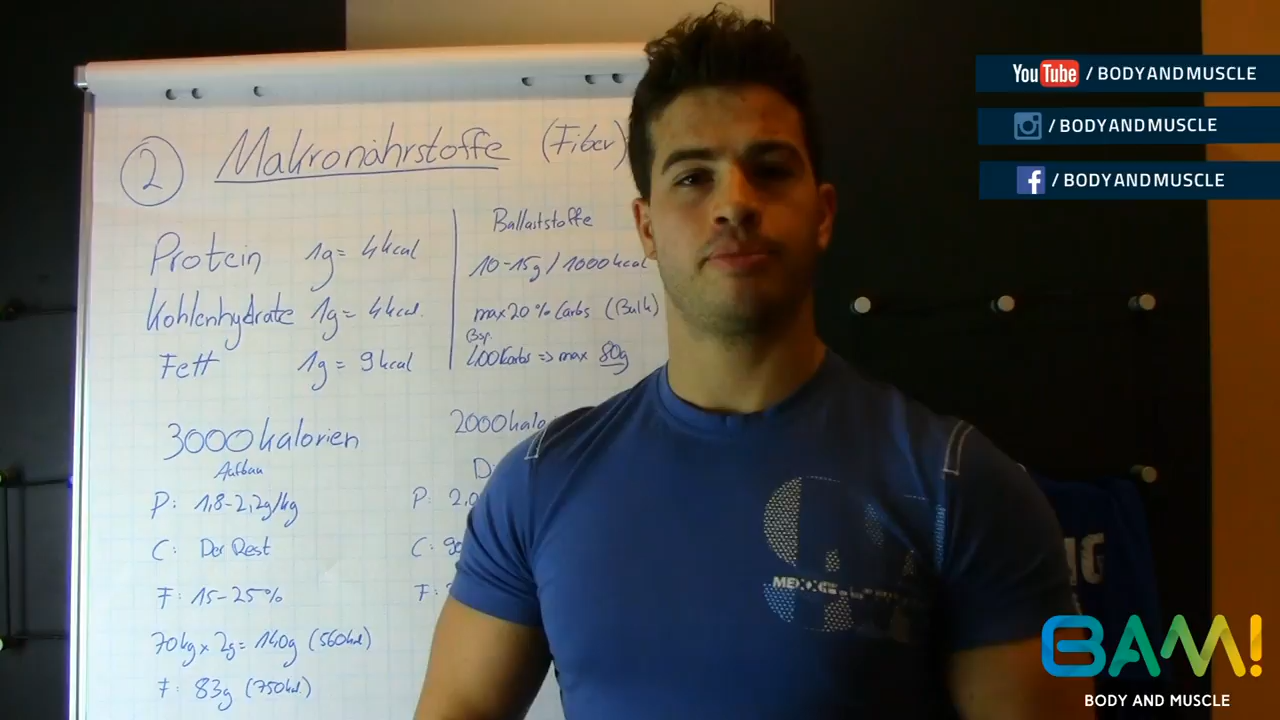 2 Makronährstoffe (Fiber)
Protein 1g = 4kcal
Kohlenhydrate 1g = 4kcal.
Fett 1g = 9kcal
Ballaststoffe
10-15g/1000kcal
max 20% Carbs (Bulk)
Bsp.
400Karbs => max 80g
3000kalorien
Aufbau
P: 1,8-2,2g/kg
C: Der Rest
F: 15-25%
70kg x 2g = 140g (560kcal)
F: 83g (750kcal.)
2000kalo
D:
P: 2,0
C:
F:
YouTube / BODYANDMUSCLE
/ BODYANDMUSCLE
f / BODYANDMUSCLE
BAM!
BODY AND MUSCLE